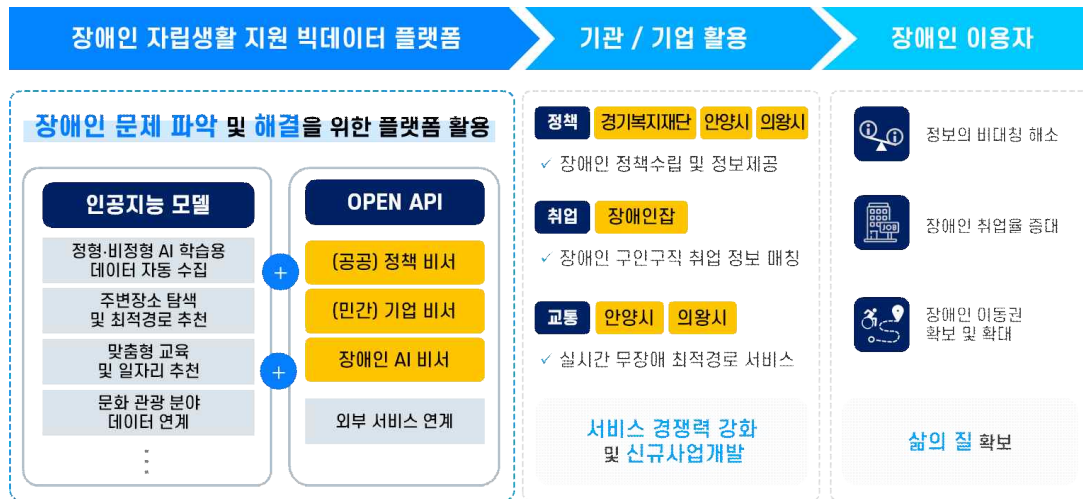 장애인 자립생활 지원 빅데이터 플랫폼
기관 / 기업 활용
장애인 이용자
장애인 문제 파악 및 해결을 위한 플랫폼 활용
인공지능 모델
정형·비정형 AI 학습용
데이터 자동 수집
주변장소 탐색
및 최적경로 추천
맞춤형 교육
및 일자리 추천
문화 관광 분야
데이터 연계
+
+
OPEN API
(공공) 정책 비서
(민간) 기업 비서
장애인 AI 비서
외부 서비스 연계
정책 경기복지재단 안양시 의왕시
✓ 장애인 정책수립 및 정보제공
취업 장애인잡
✓ 장애인 구인구직 취업 정보 매칭
교통 안양시 의왕시
✓ 실시간 무장애 최적경로 서비스
서비스 경쟁력 강화
및 신규사업개발
정보의 비대칭 해소
JOB
장애인 취업율 증대
장애인 이동권
확보 및 확대
삶의 질 확보